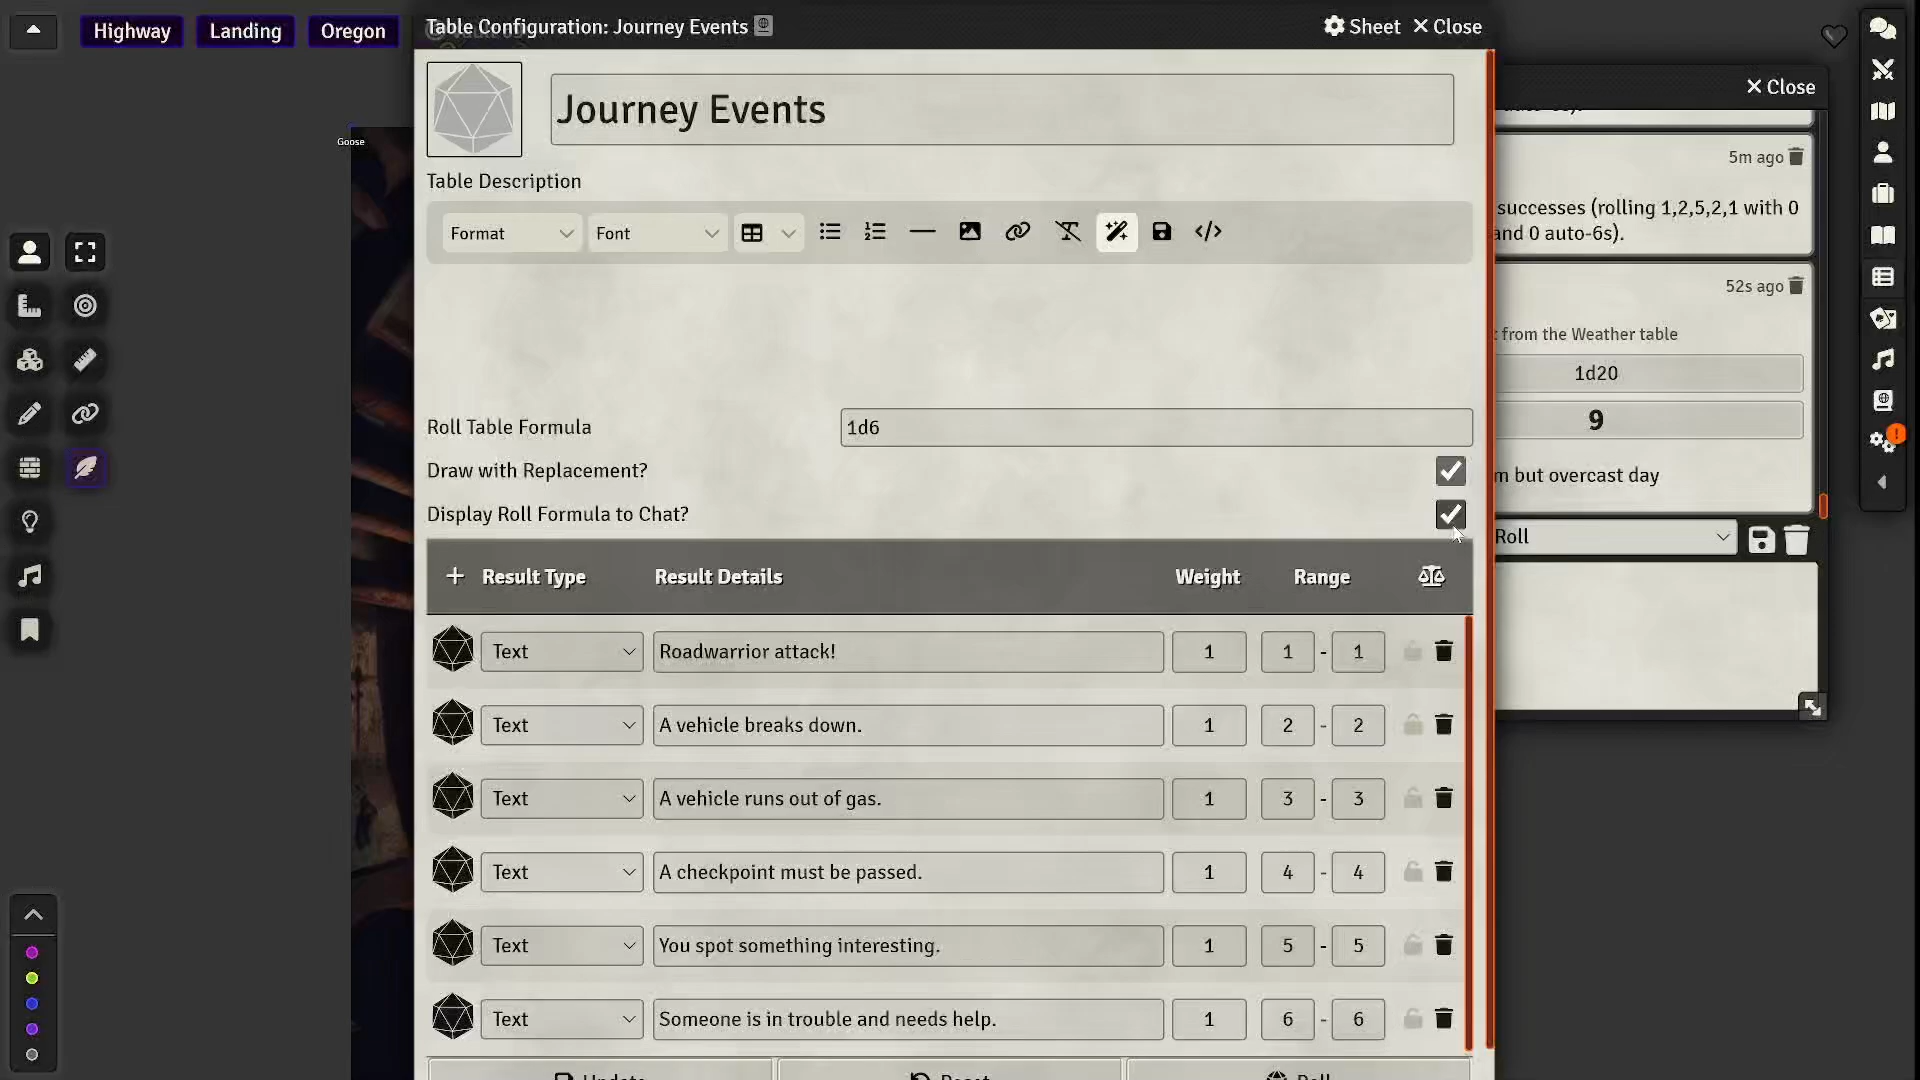 Highway Landing Oregon
Table Configuration: Journey Events
Sheet Close
Close
Goose
Journey Events
Table Description
Format Font
Roll Table Formula 1d6
Draw with Replacement?
Display Roll Formula to Chat?
Result Type Result Details Weight Range
Text Roadwarrior attack! 1 1 - 1
Text A vehicle breaks down. 1 2 - 2
Text A vehicle runs out of gas. 1 3 - 3
Text A checkpoint must be passed. 1 4 - 4
Text You spot something interesting. 1 5 - 5
Text Someone is in trouble and needs help. 1 6 - 6
Update Reset Roll
5m ago
successes (rolling 1,2,5,2,1 with 0
and 0 auto-6s).
52s ago
from the Weather table
1d20
9
but overcast day
Roll